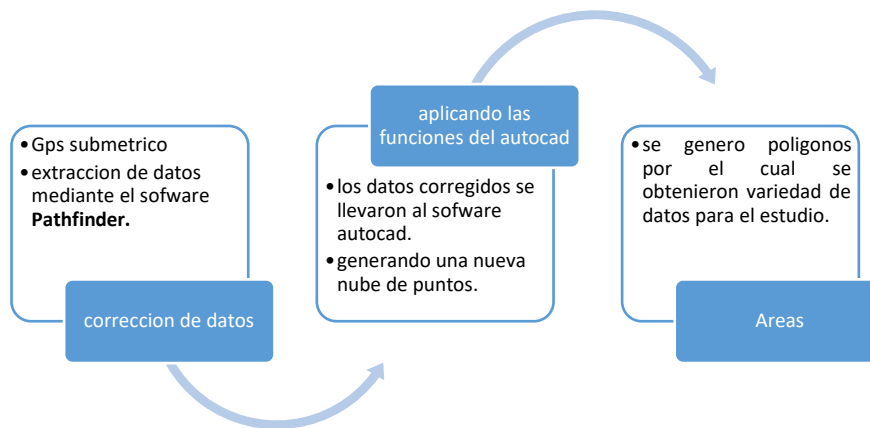 • Gps submetrico
• extraccion de datos
mediante el sofware
Pathfinder.
correccion de datos
aplicando las
funciones del autocad
• los datos corregidos se
llevaron al sofware
autocad.
• generando una nueva
nube de puntos.
• se genero poligonos
por el cual se
obtenieron variedad de
datos para el estudio.
Areas